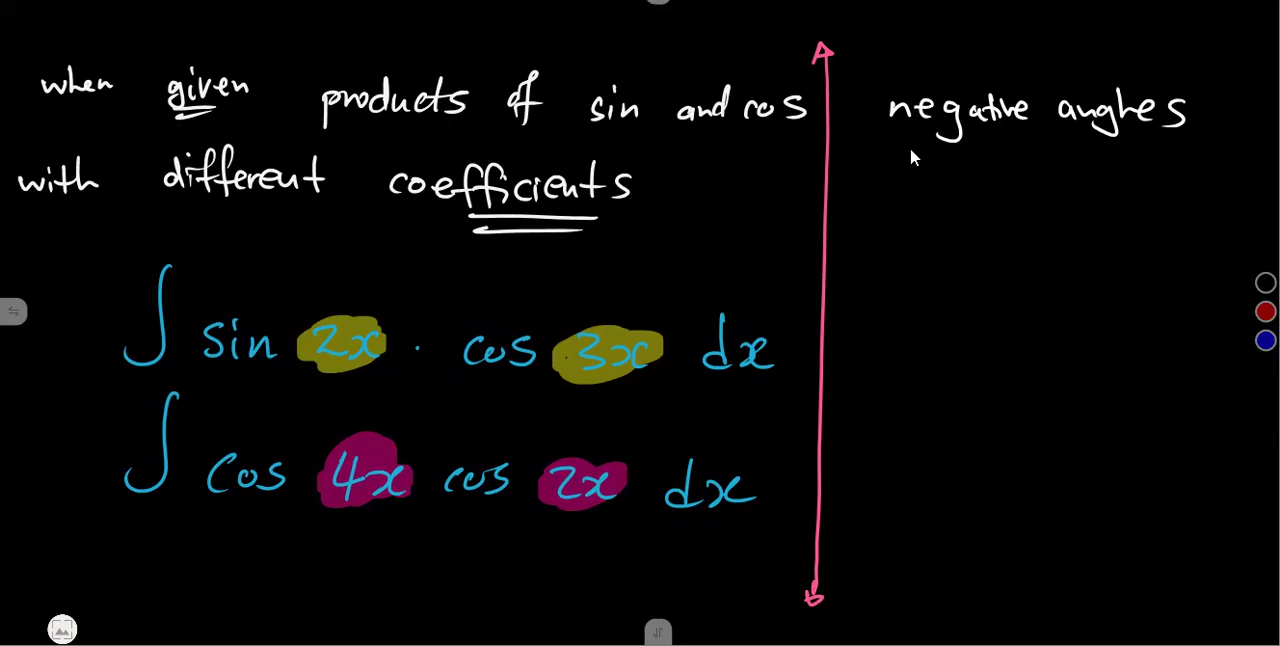 when given products of sin and cos
with different coefficients
∫ sin 2x · cos 3x dx
∫ cos 4x cos 2x dx
negative anghes